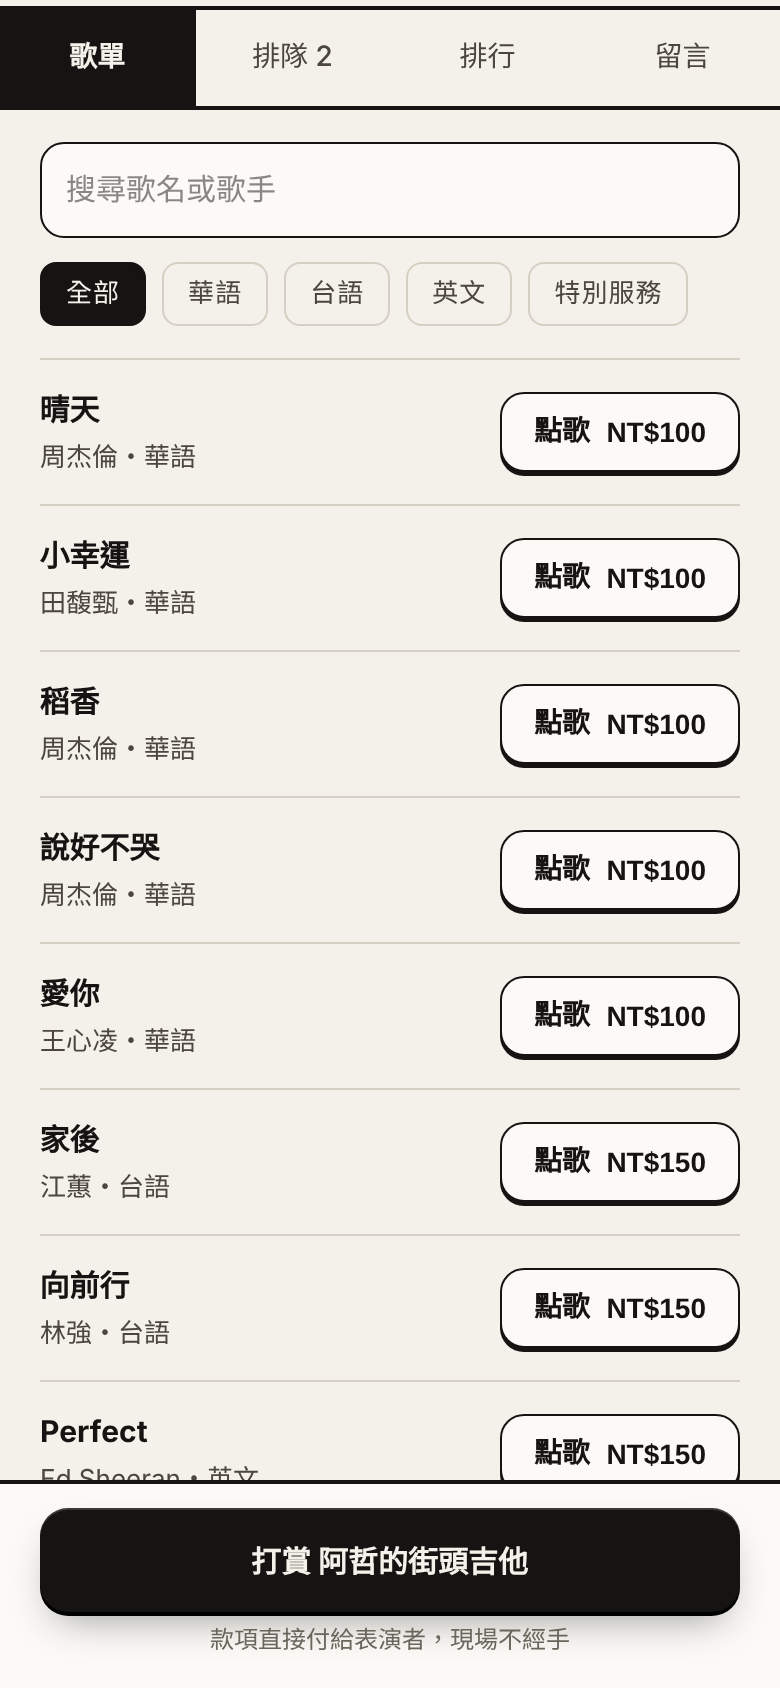 歌單 排隊 2 排行 留言
搜尋歌名或歌手
全部 華語 台語 英文 特別服務
晴天
周杰倫・華語
點歌 NT$100
小幸運
田馥甄・華語
點歌 NT$100
稻香
周杰倫・華語
點歌 NT$100
說好不哭
周杰倫・華語
點歌 NT$100
愛你
王心凌・華語
點歌 NT$100
家後
江蕙・台語
點歌 NT$150
向前行
林強・台語
點歌 NT$150
Perfect
Ed Sheeran・英文
點歌 NT$150
打賞 阿哲的街頭吉他
款項直接付給表演者，現場不經手